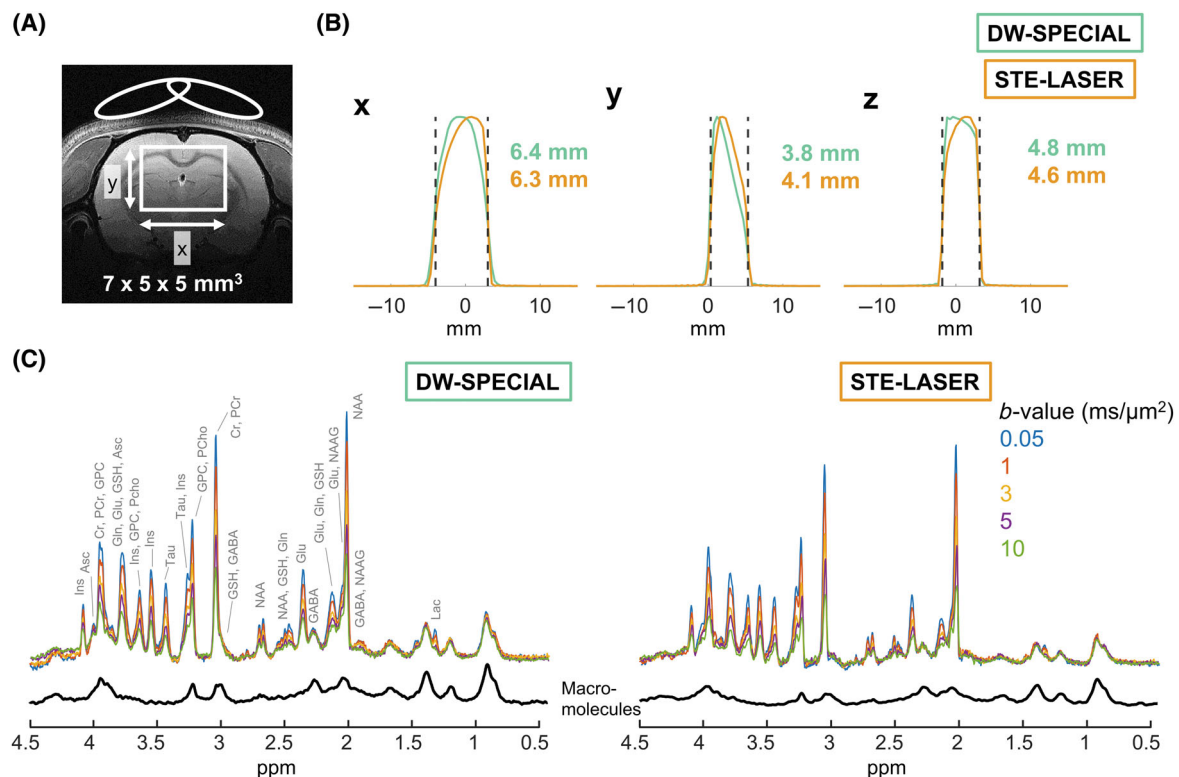 (A)
(B)
DW-SPECIAL
STE-LASER
x
y
z
6.4 mm
6.3 mm
3.8 mm
4.1 mm
4.8 mm
4.6 mm
y
x
7 x 5 x 5 mm³
−10 0 10
mm
−10 0 10
mm
−10 0 10
mm
(C)
DW-SPECIAL
STE-LASER
b-value (ms/µm²)
0.05
1
3
5
10
Ins
Asc
Cr, PCr, GPC
Gln, Glu, GSH, Asc
Ins, GPC, Pcho
Ins
Tau
Tau, Ins
GPC, PCho
Cr, PCr
GSH, GABA
NAA
NAA, GSH, Gln
Glu
GABA
Glu, Gln, GSH
Glu, NAAG
NAA
GABA, NAAG
Lac
Macro-
molecules
4.5 4 3.5 3 2.5 2 1.5 1 0.5
ppm
4.5 4 3.5 3 2.5 2 1.5 1 0.5
ppm